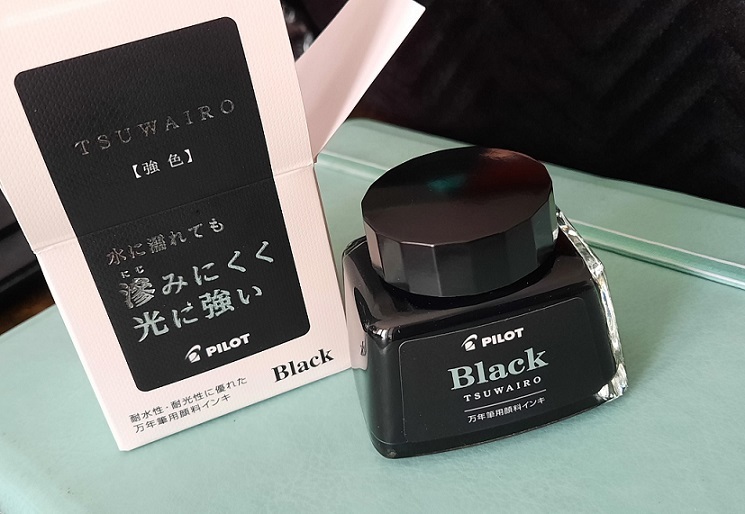 TSUWAIRO
【強色】
水に濡れても
にじ
滲みにくく
光に強い
PILOT
Black
耐水性・耐光性に優れた
万年筆用顔料インキ
PILOT
Black
TSUWAIRO
万年筆用顔料インキ